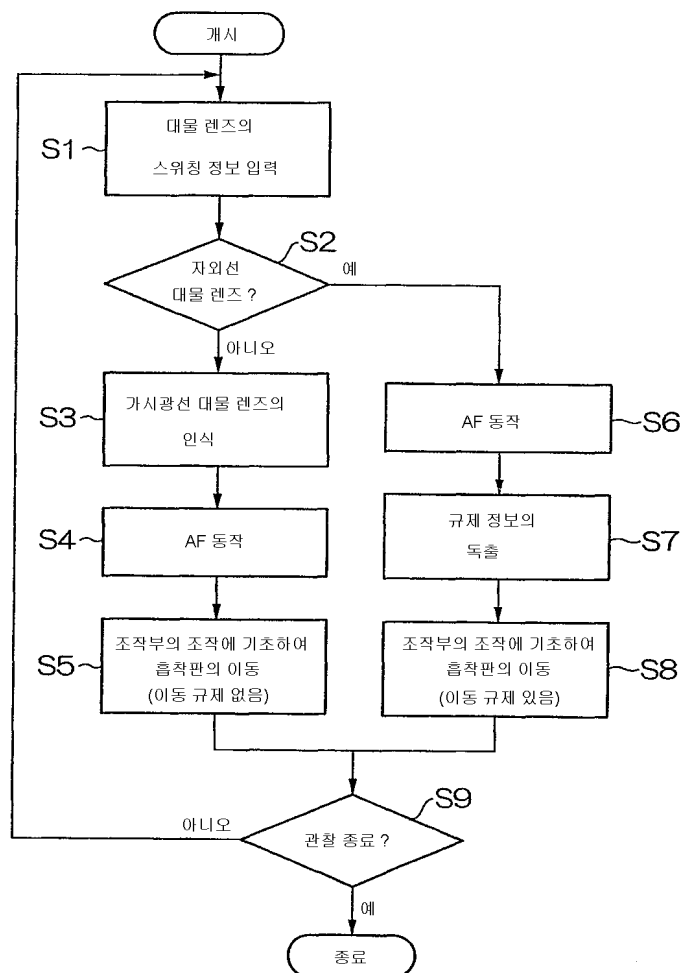 개시
S1
대물 렌즈의
스위칭 정보 입력
S2
자외선
대물 렌즈 ?
예
아니오
S3
가시광선 대물 렌즈의
인식
S6
AF 동작
S4
AF 동작
S7
규제 정보의
독출
S5
조작부의 조작에 기초하여
흡착판의 이동
(이동 규제 없음)
S8
조작부의 조작에 기초하여
흡착판의 이동
(이동 규제 있음)
S9
아니오
관찰 종료 ?
예
종료